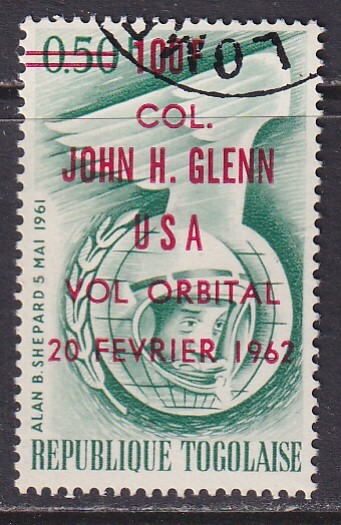 0.50 100F
COL.
JOHN H. GLENN
USA
VOL ORBITAL
20 FEVRIER 1962
ALAN B. SHEPARD 5 MAI 1961
REPUBLIQUE TOGOLAISE
LOMÉ